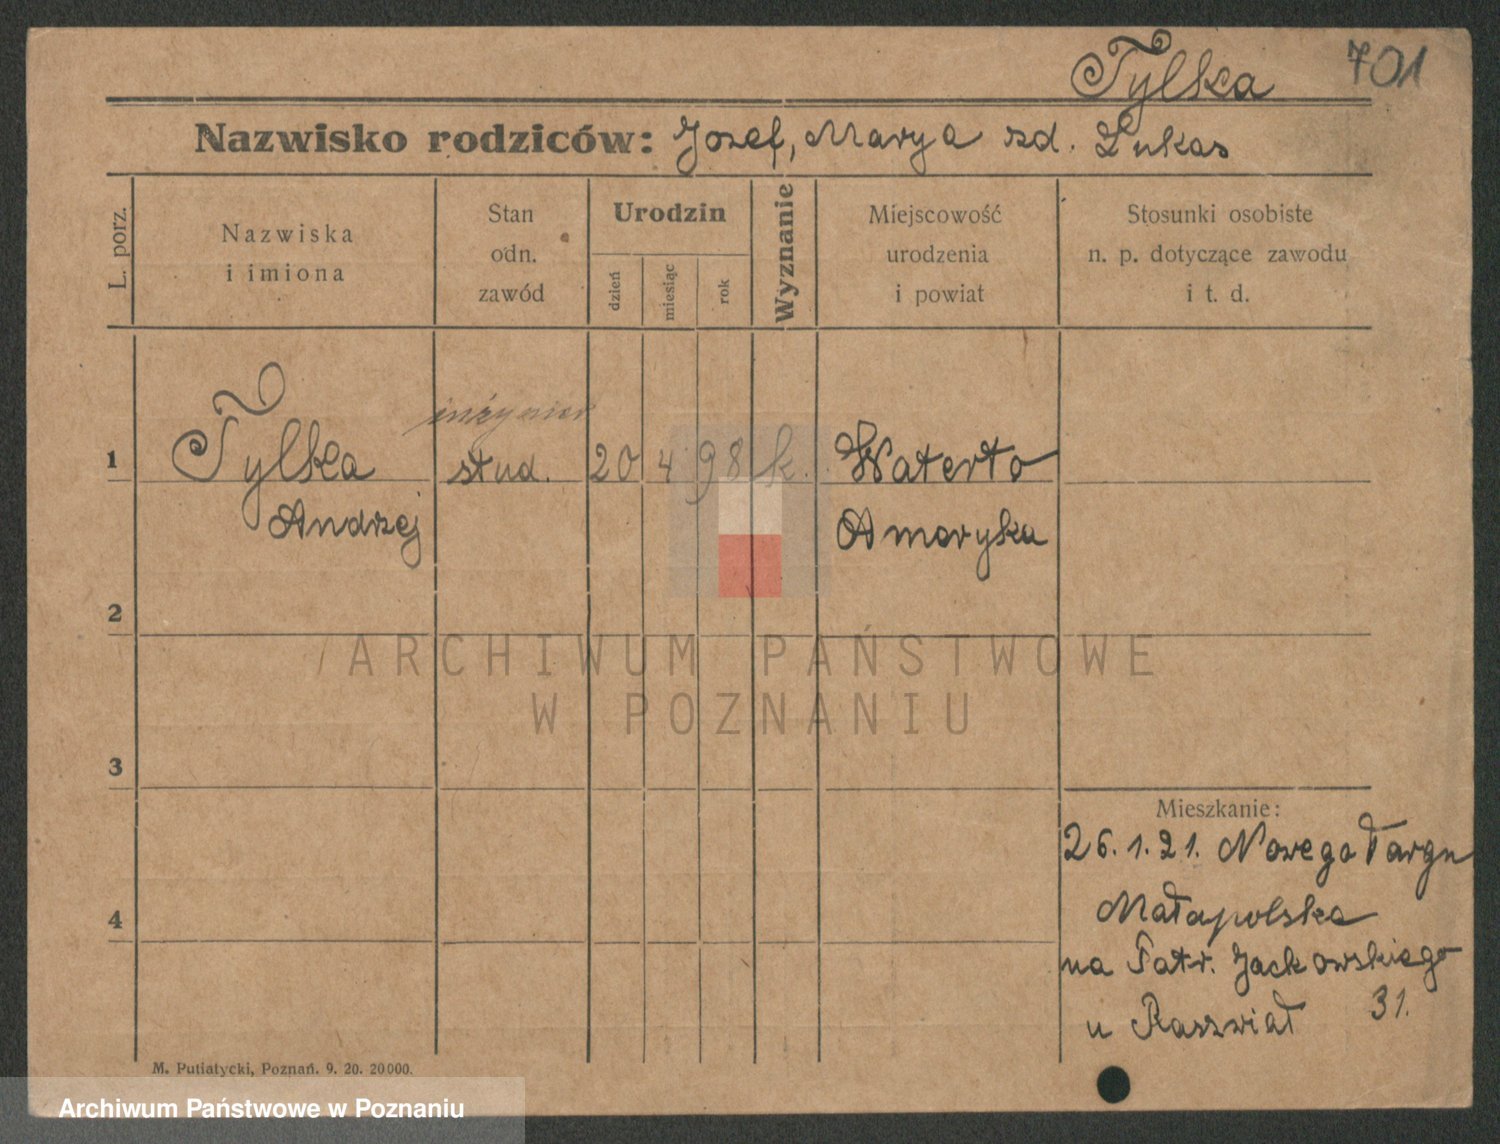 Tylka 701
Nazwisko rodziców: Jozef, Marya zd. Lukas
L. porz.
Nazwiska
i imiona
Stan
odn.
zawód
Urodzin
dzień
miesiąc
rok
Wyznanie
Miejscowość
urodzenia
i powiat
Stosunki osobiste
n. p. dotyczące zawodu
i t. d.
inżynier
1 Tylka stud. 20 4 98 k. Waterto
Andrzej Ameryka
2
ARCHIWUM PAŃSTWOWE
W POZNANIU
3
Mieszkanie:
26.1.21. Nowego Targu
Małapolska
4
na Patr. Jackowskiego
u Raszwiał 31.
M. Putiatycki, Poznań. 9. 20. 20000.
Archiwum Państwowe w Poznaniu